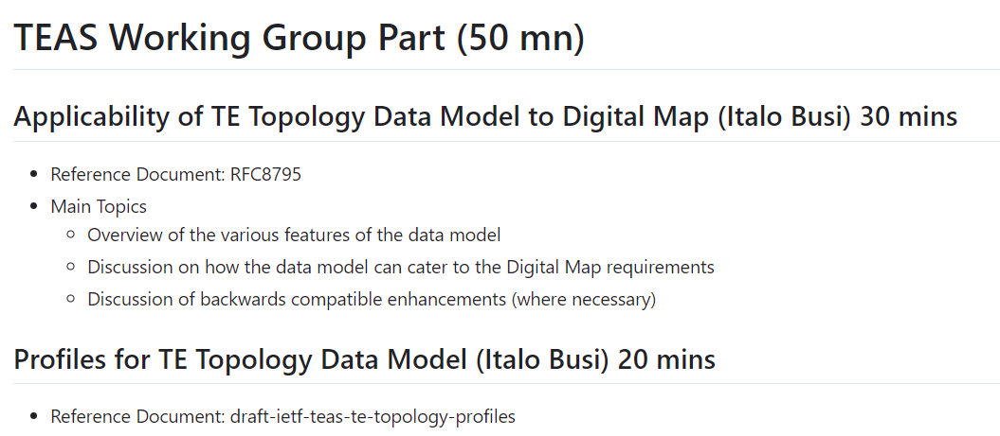 TEAS Working Group Part (50 mn)
Applicability of TE Topology Data Model to Digital Map (Italo Busi) 30 mins
Reference Document: RFC8795
Main Topics
Overview of the various features of the data model
Discussion on how the data model can cater to the Digital Map requirements
Discussion of backwards compatible enhancements (where necessary)
Profiles for TE Topology Data Model (Italo Busi) 20 mins
Reference Document: draft-ietf-teas-te-topology-profiles